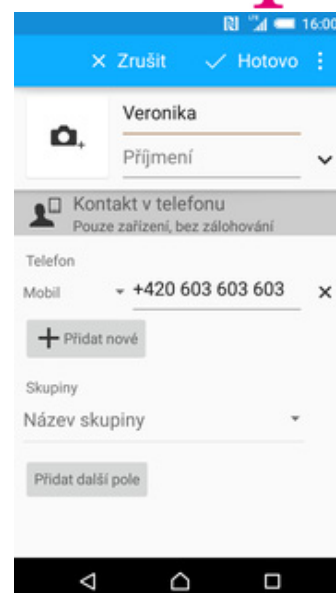 16:00
Zrušit Hotovo
Veronika
Příjmení
Kontakt v telefonu
Pouze zařízení, bez zálohování
Telefon
Mobil +420 603 603 603
Přidat nové
Skupiny
Název skupiny
Přidat další pole